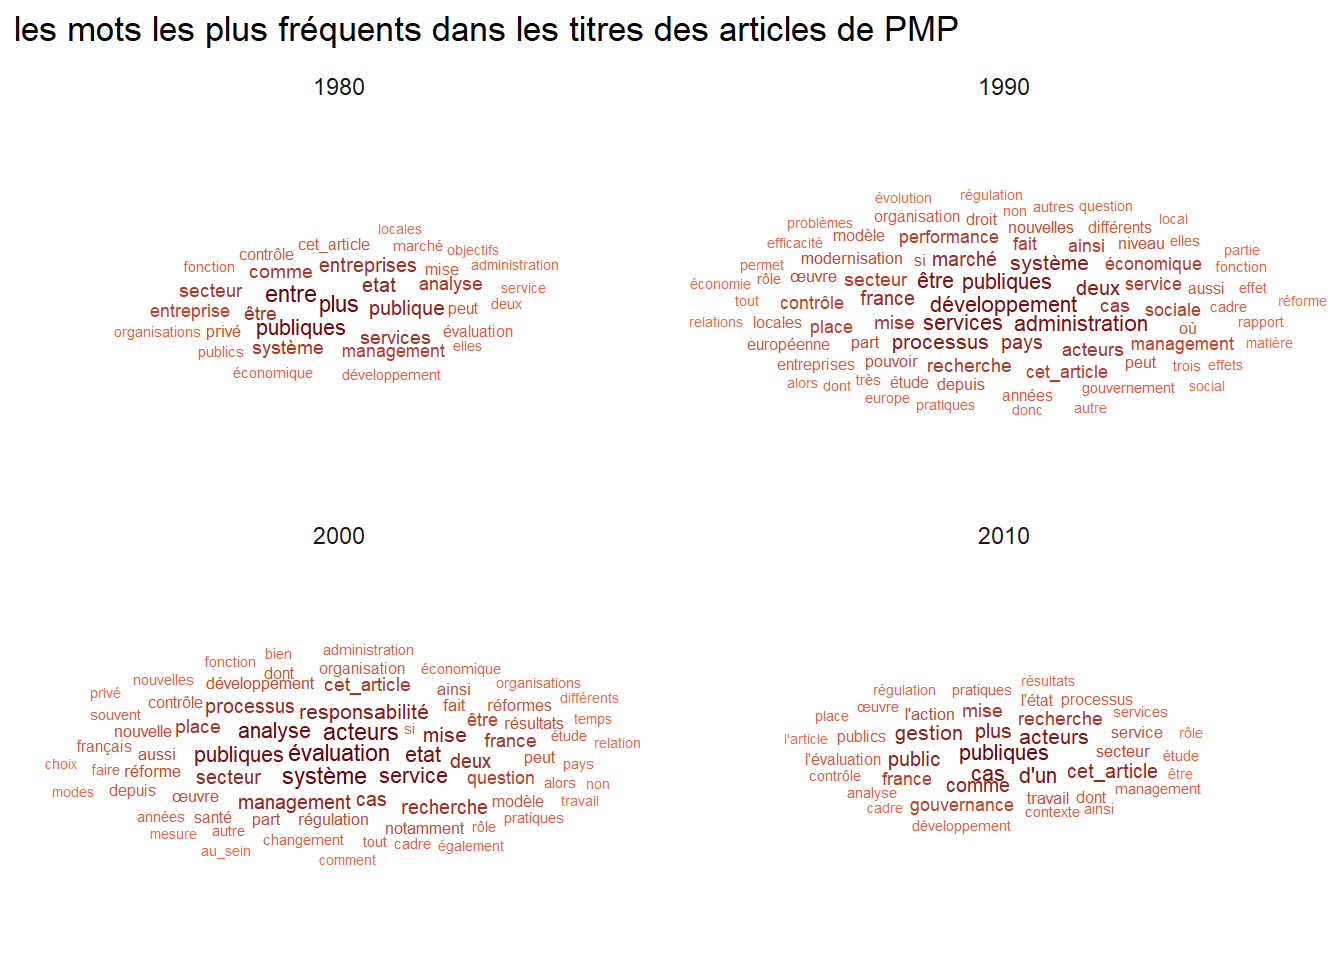 les mots les plus fréquents dans les titres des articles de PMP
1980
locales
cet_article marché objectifs
contrôle
fonction comme entreprises mise administration
secteur etat analyse service
entre plus publique peut deux
entreprise être
organisations privé publiques services évaluation
publics système management elles
économique développement
1990
évolution régulation
problèmes organisation droit non autres question
local
efficacité modèle performance fait nouvelles différents
ainsi niveau elles partie
permet modernisation si marché système économique fonction
économie rôle œuvre secteur être publiques deux service aussi effet
tout contrôle france développement cas sociale cadre réforme
relations locales place mise services administration où rapport
européenne part processus pays acteurs management matière
entreprises pouvoir recherche cet_article peut trois effets
alors dont très étude depuis gouvernement social
europe pratiques années
donc autre
2000
fonction bien administration
nouvelles dont organisation économique
privé développement cet_article ainsi organisations
souvent contrôle processus responsabilité fait réformes différents
nouvelle place analyse acteurs si mise être résultats temps
français aussi publiques évaluation etat deux france étude relation
choix faire réforme secteur système service question peut pays
modes depuis œuvre alors non
années santé management cas recherche modèle travail
mesure autre part régulation notamment rôle pratiques
au_sein changement tout cadre également
comment
2010
résultats
régulation pratiques l'état processus
place œuvre l'action mise recherche services
l'article publics gestion plus acteurs service rôle
l'évaluation public publiques secteur étude
contrôle france comme cas d'un cet_article être
analyse management
cadre gouvernance travail dont
contexte ainsi
développement